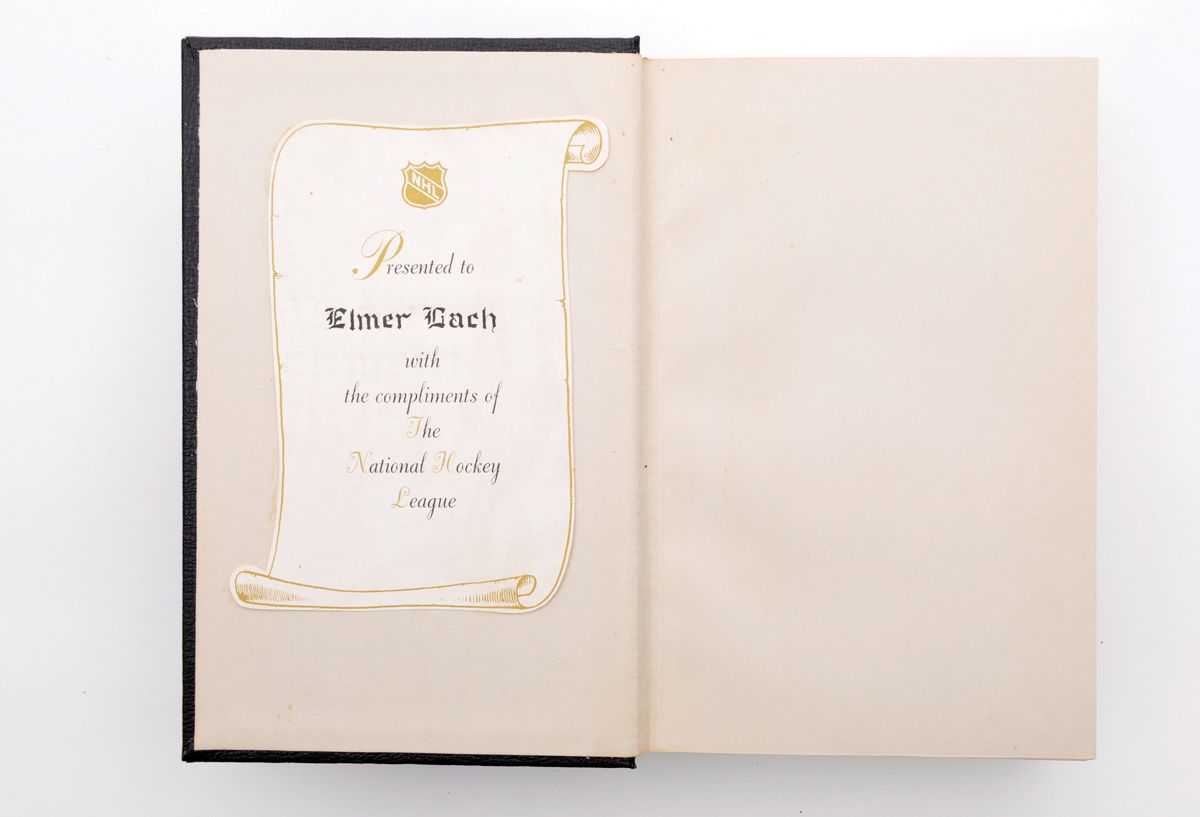 NHL
Presented to
Elmer Lach
with
the compliments of
The
National Hockey
League